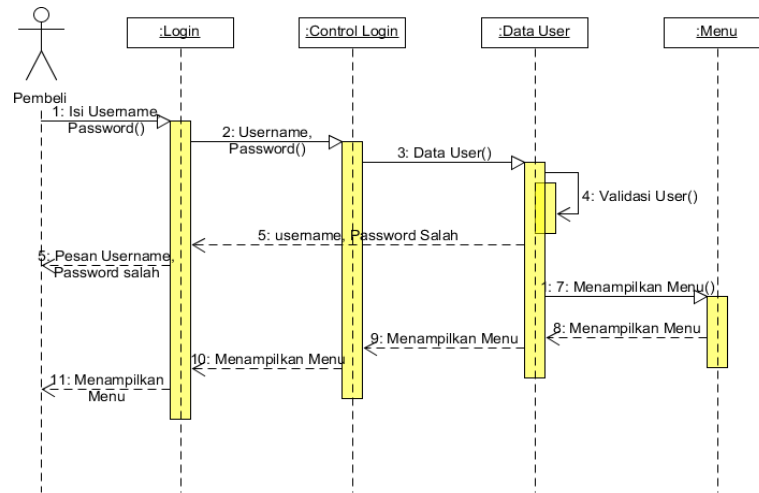 :Login
:Control Login
:Data User
:Menu
Pembeli
1: Isi Username,
Password()
2: Username,
Password()
3: Data User()
4: Validasi User()
5: username, Password Salah
5: Pesan Username,
Password salah
1: 7: Menampilkan Menu()
8: Menampilkan Menu
9: Menampilkan Menu
10: Menampilkan Menu
11: Menampilkan
Menu